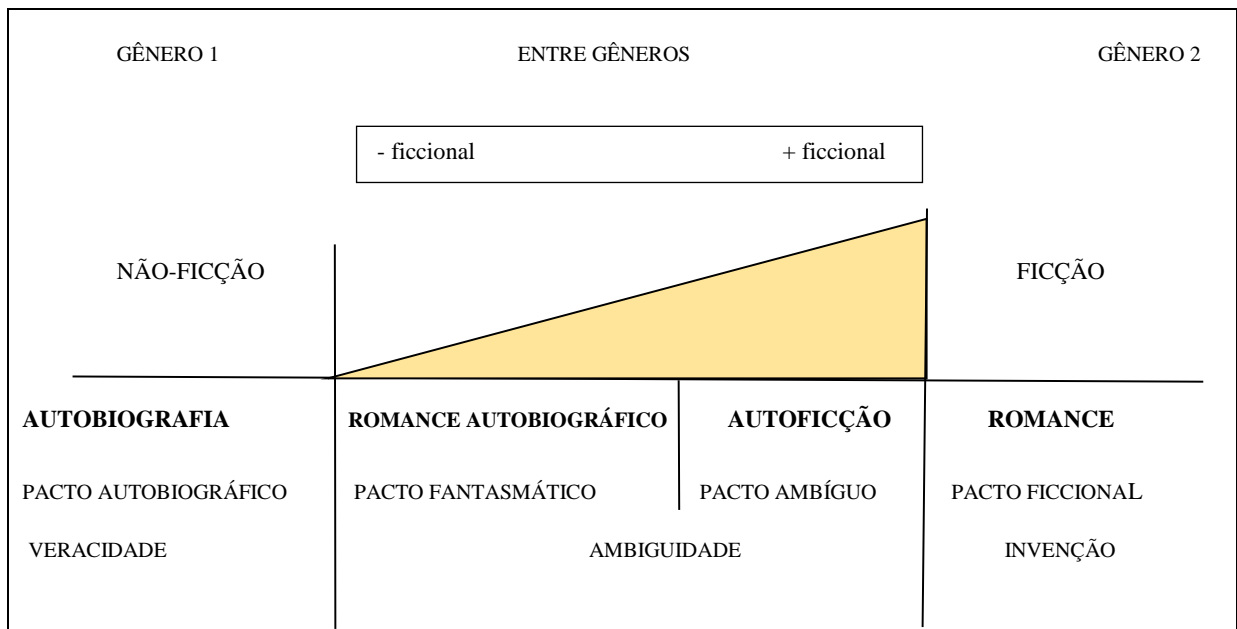 GÊNERO 1 ENTRE GÊNEROS GÊNERO 2
- ficcional + ficcional
NÃO-FICÇÃO FICÇÃO
AUTOBIOGRAFIA ROMANCE AUTOBIOGRÁFICO AUTOFICÇÃO ROMANCE
PACTO AUTOBIOGRÁFICO PACTO FANTASMÁTICO PACTO AMBÍGUO PACTO FICCIONAL
VERACIDADE AMBIGUIDADE INVENÇÃO